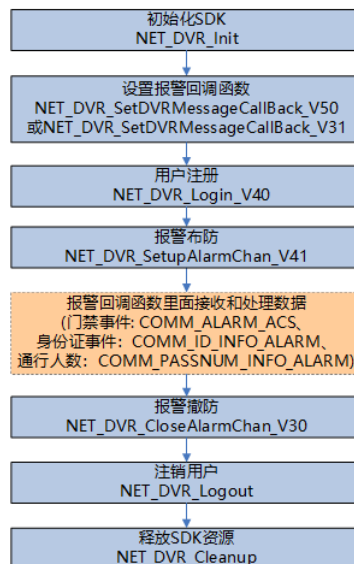 初始化SDK
NET_DVR_Init
设置报警回调函数
NET_DVR_SetDVRMessageCallBack_V50
或NET_DVR_SetDVRMessageCallBack_V31
用户注册
NET_DVR_Login_V40
报警布防
NET_DVR_SetupAlarmChan_V41
报警回调函数里面接收和处理数据
(门禁事件: COMM_ALARM_ACS、
身份证事件：COMM_ID_INFO_ALARM、
通行人数：COMM_PASSNUM_INFO_ALARM)
报警撤防
NET_DVR_CloseAlarmChan_V30
注销用户
NET_DVR_Logout
释放SDK资源
NET_DVR_Cleanup